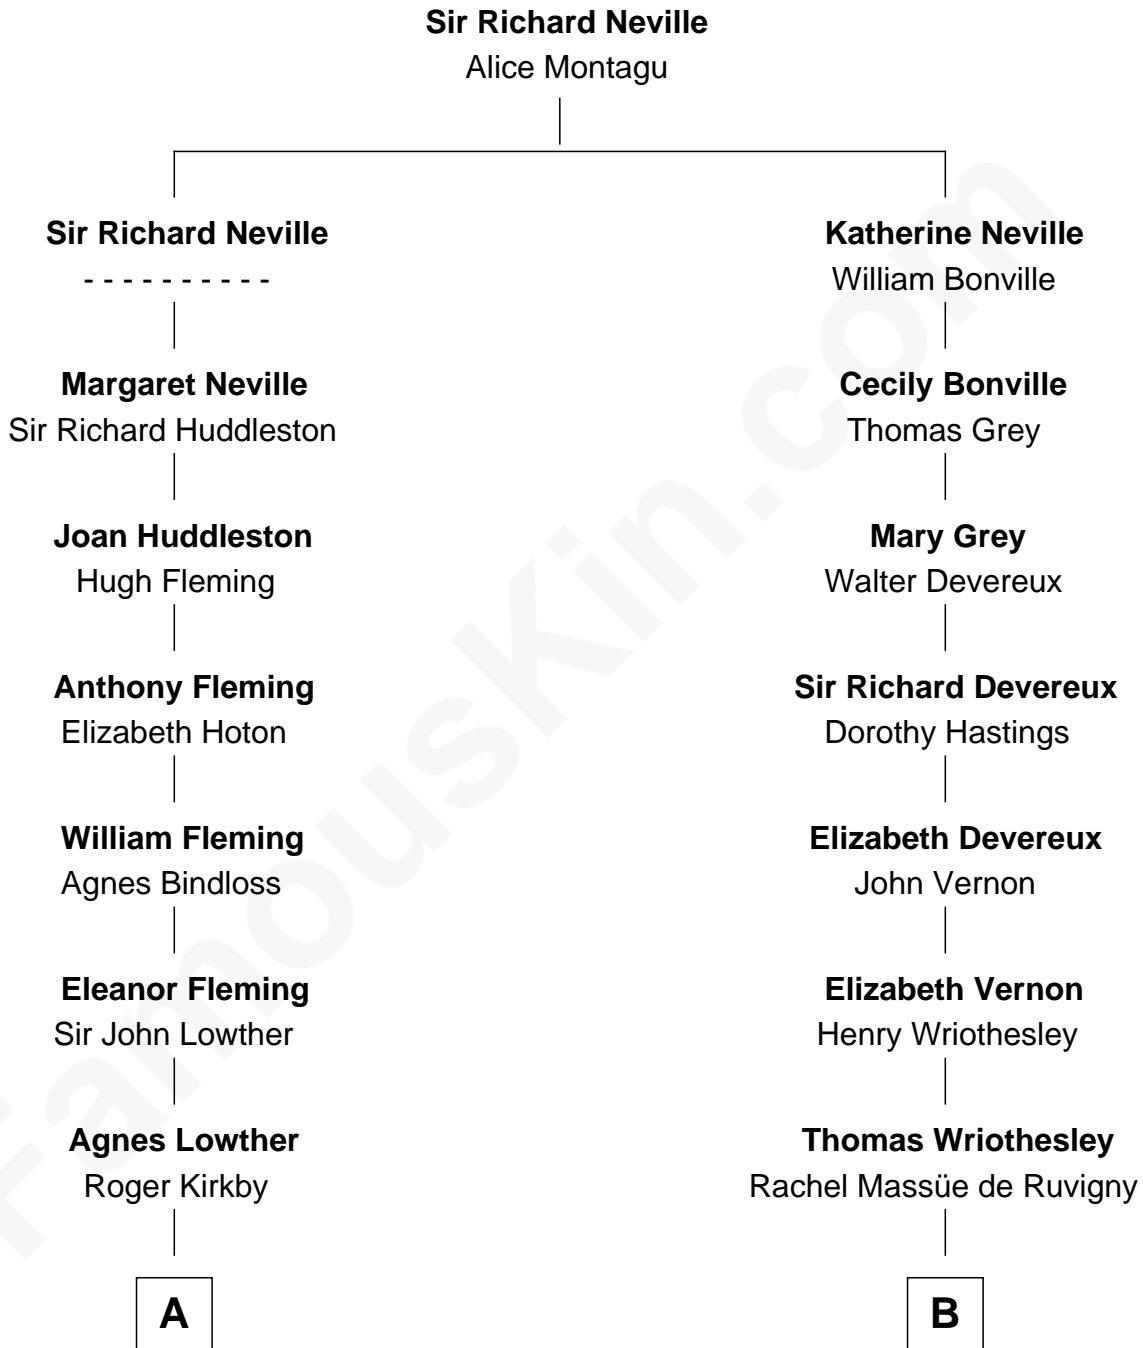 Sir Richard Neville
Alice Montagu
Sir Richard Neville
- - - - - - - - - -
Margaret Neville
Sir Richard Huddleston
Joan Huddleston
Hugh Fleming
Anthony Fleming
Elizabeth Hoton
William Fleming
Agnes Bindloss
Eleanor Fleming
Sir John Lowther
Agnes Lowther
Roger Kirkby
A
Katherine Neville
William Bonville
Cecily Bonville
Thomas Grey
Mary Grey
Walter Devereux
Sir Richard Devereux
Dorothy Hastings
Elizabeth Devereux
John Vernon
Elizabeth Vernon
Henry Wriothesley
Thomas Wriothesley
Rachel Massüe de Ruvigny
B
FamousKin.com